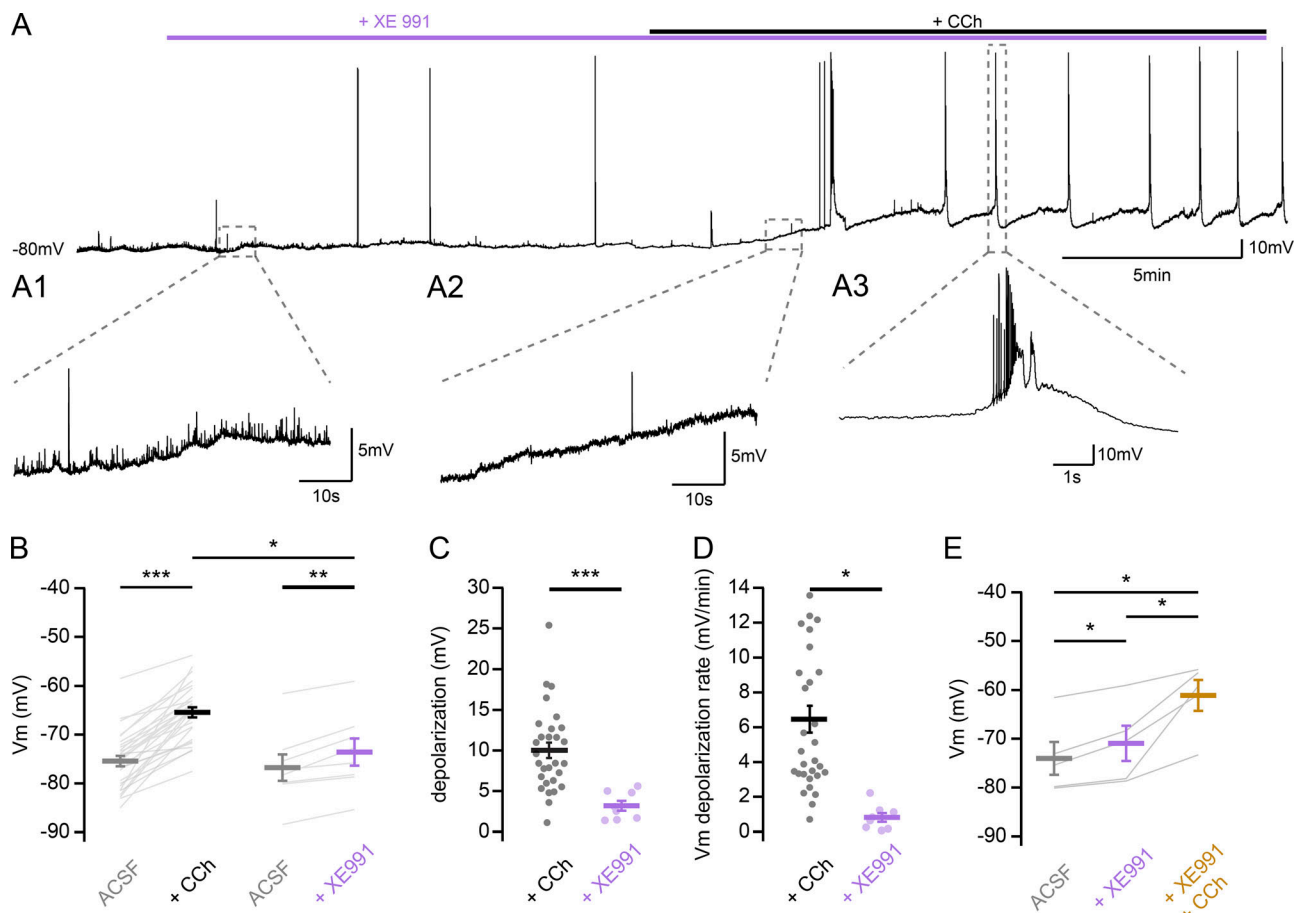 A
+ XE 991
+ CCh
-80mV
10mV
5min
A1
A2
A3
5mV
10s
5mV
10s
10mV
1s
B
*
***
**
-40
-50
-60
-70
-80
-90
Vm (mV)
ACSF
+ CCh
ACSF
+ XE991
C
***
30
25
20
15
10
5
0
depolarization (mV)
+ CCh
+ XE991
D
*
14
12
10
8
6
4
2
0
Vm depolarization rate (mV/min)
+ CCh
+ XE991
E
*
*
*
-40
-50
-60
-70
-80
-90
Vm (mV)
ACSF
+ XE991
+ XE991
+ CCh